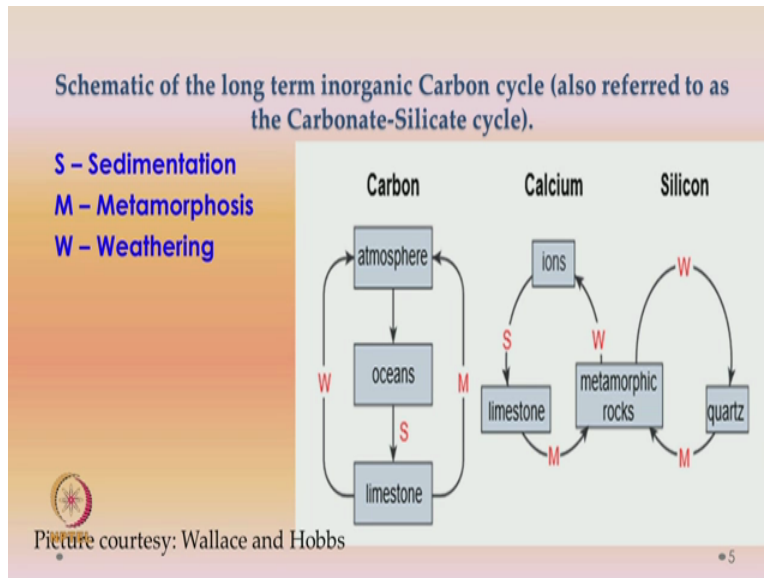 Schematic of the long term inorganic Carbon cycle (also referred to as
the Carbonate-Silicate cycle).
S – Sedimentation
M – Metamorphosis
W – Weathering
Carbon
Calcium
Silicon
atmosphere
oceans
limestone
W
M
S
ions
S
W
limestone
metamorphic
rocks
M
W
quartz
M
NPTEL
Picture courtesy: Wallace and Hobbs
5